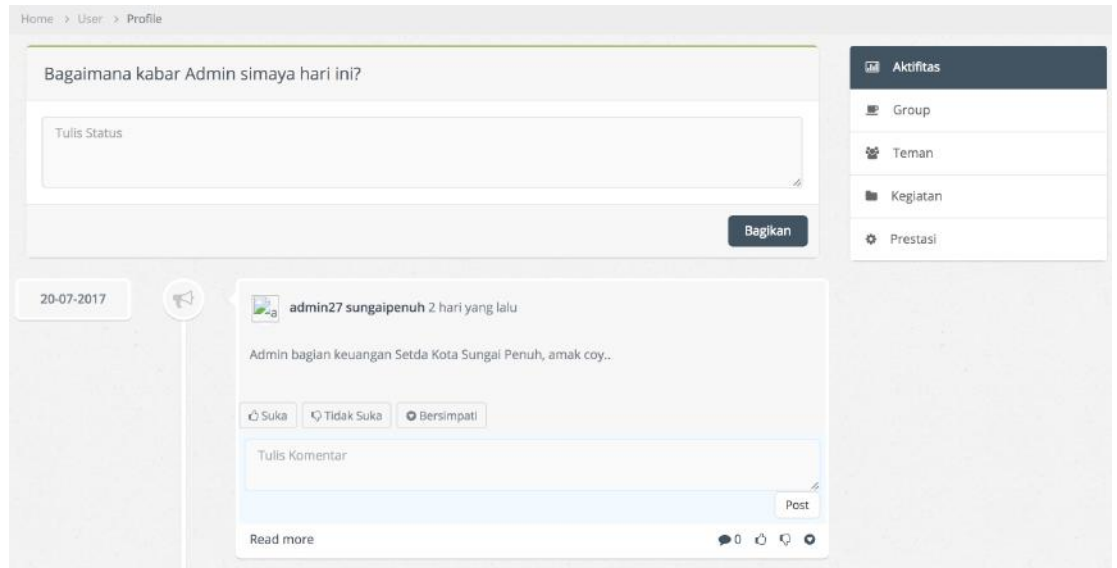 Home > User > Profile
Bagaimana kabar Admin simaya hari ini?
Tulis Status
Bagikan
Aktifitas
Group
Teman
Kegiatan
Prestasi
20-07-2017
a
admin27 sungaipenuh 2 hari yang lalu
Admin bagian keuangan Setda Kota Sungai Penuh, amak coy..
Suka
Tidak Suka
Bersimpati
Tulis Komentar
Post
Read more
0